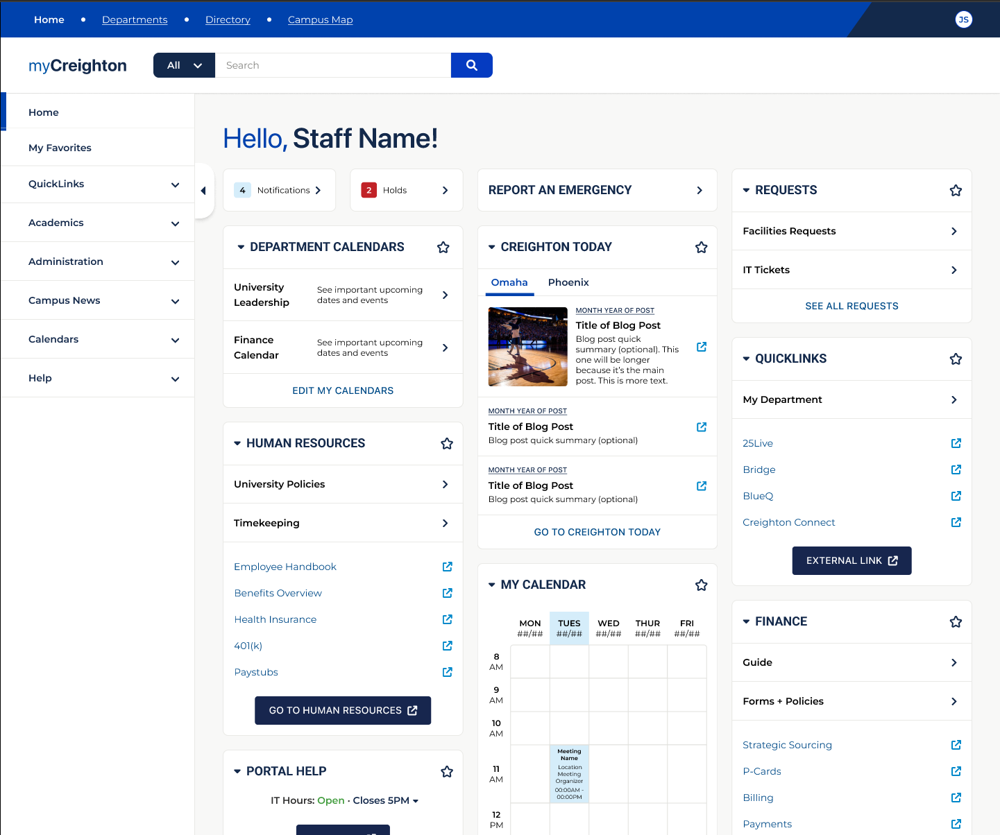 Home
Departments
Directory
Campus Map
JS
myCreighton
All
Search
Home
My Favorites
QuickLinks
Academics
Administration
Campus News
Calendars
Help
Hello, Staff Name!
4 Notifications
2 Holds
DEPARTMENT CALENDARS
University
Leadership
See important upcoming
dates and events
Finance
Calendar
See important upcoming
dates and events
EDIT MY CALENDARS
HUMAN RESOURCES
University Policies
Timekeeping
Employee Handbook
Benefits Overview
Health Insurance
401(k)
Paystubs
GO TO HUMAN RESOURCES
PORTAL HELP
IT Hours: Open · Closes 5PM
REPORT AN EMERGENCY
CREIGHTON TODAY
Omaha
Phoenix
MONTH YEAR OF POST
Title of Blog Post
Blog post quick
summary (optional). This
one will be longer
because it’s the main
post. This is more text.
MONTH YEAR OF POST
Title of Blog Post
Blog post quick summary (optional)
MONTH YEAR OF POST
Title of Blog Post
Blog post quick summary (optional)
GO TO CREIGHTON TODAY
MY CALENDAR
MON TUES WED THUR FRI
##/## ##/## ##/## ##/## ##/##
8
AM
9
AM
10
AM
11
AM
Meeting
Name
Location
Meeting
Organizer
00:00AM -
00:00PM
12
PM
REQUESTS
Facilities Requests
IT Tickets
SEE ALL REQUESTS
QUICKLINKS
My Department
25Live
Bridge
BlueQ
Creighton Connect
EXTERNAL LINK
FINANCE
Guide
Forms + Policies
Strategic Sourcing
P-Cards
Billing
Payments